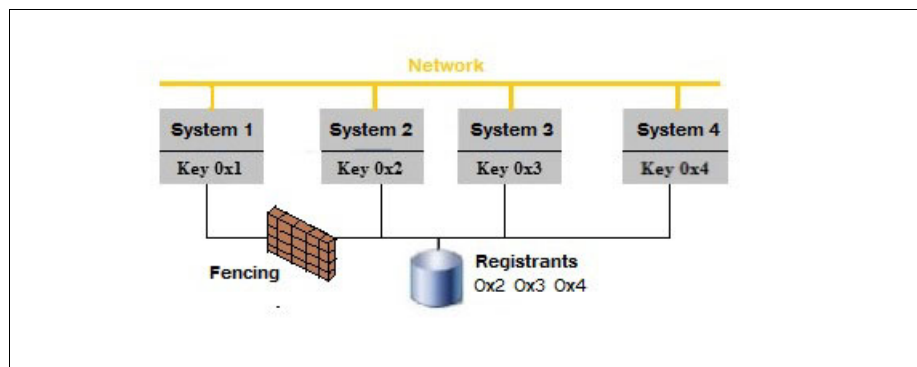 Network
System 1
System 2
System 3
System 4
Key 0x1
Key 0x2
Key 0x3
Key 0x4
Fencing
Registrants
0x2 0x3 0x4